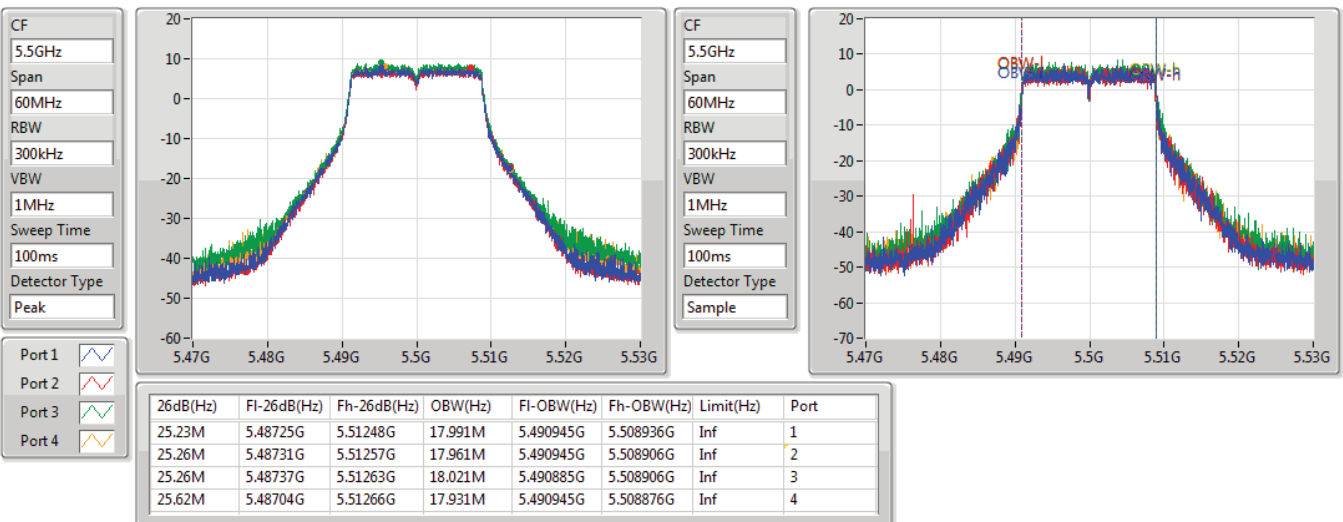 CF
5.5GHz
Span
60MHz
RBW
300kHz
VBW
1MHz
Sweep Time
100ms
Detector Type
Peak
20
10
0
-10
-20
-30
-40
-50
-60
5.47G 5.48G 5.49G 5.5G 5.51G 5.52G 5.53G
CF
5.5GHz
Span
60MHz
RBW
300kHz
VBW
1MHz
Sweep Time
100ms
Detector Type
Sample
20
10
0
-10
-20
-30
-40
-50
-60
-70
OBW-l
OBW-h
5.47G 5.48G 5.49G 5.5G 5.51G 5.52G 5.53G
Port 1
Port 2
Port 3
Port 4
26dB(Hz) Fl-26dB(Hz) Fh-26dB(Hz) OBW(Hz) Fl-OBW(Hz) Fh-OBW(Hz) Limit(Hz) Port
25.23M 5.48725G 5.51248G 17.991M 5.490945G 5.508936G Inf 1
25.26M 5.48731G 5.51257G 17.961M 5.490945G 5.508906G Inf 2
25.26M 5.48737G 5.51263G 18.021M 5.490885G 5.508906G Inf 3
25.62M 5.48704G 5.51266G 17.931M 5.490945G 5.508876G Inf 4